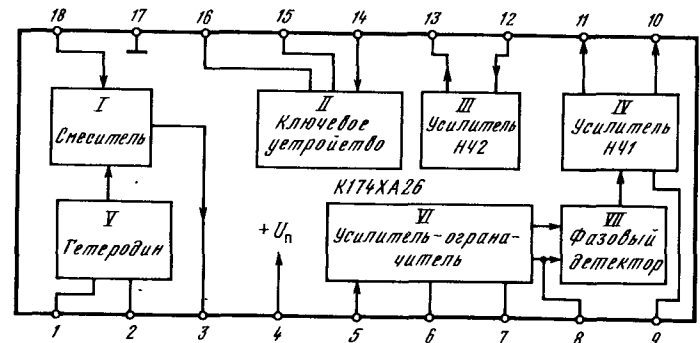 18 17 16 15 14 13 12 11 10
I
Смеситель
II
Ключевое
устройство
III
Усилитель
НЧ2
IV
Усилитель
НЧ1
К174ХА26
V
Гетеродин
+Uп
VI
Усилитель-ограни-
читель
VII
Фазовый
детектор
1 2 3 4 5 6 7 8 9